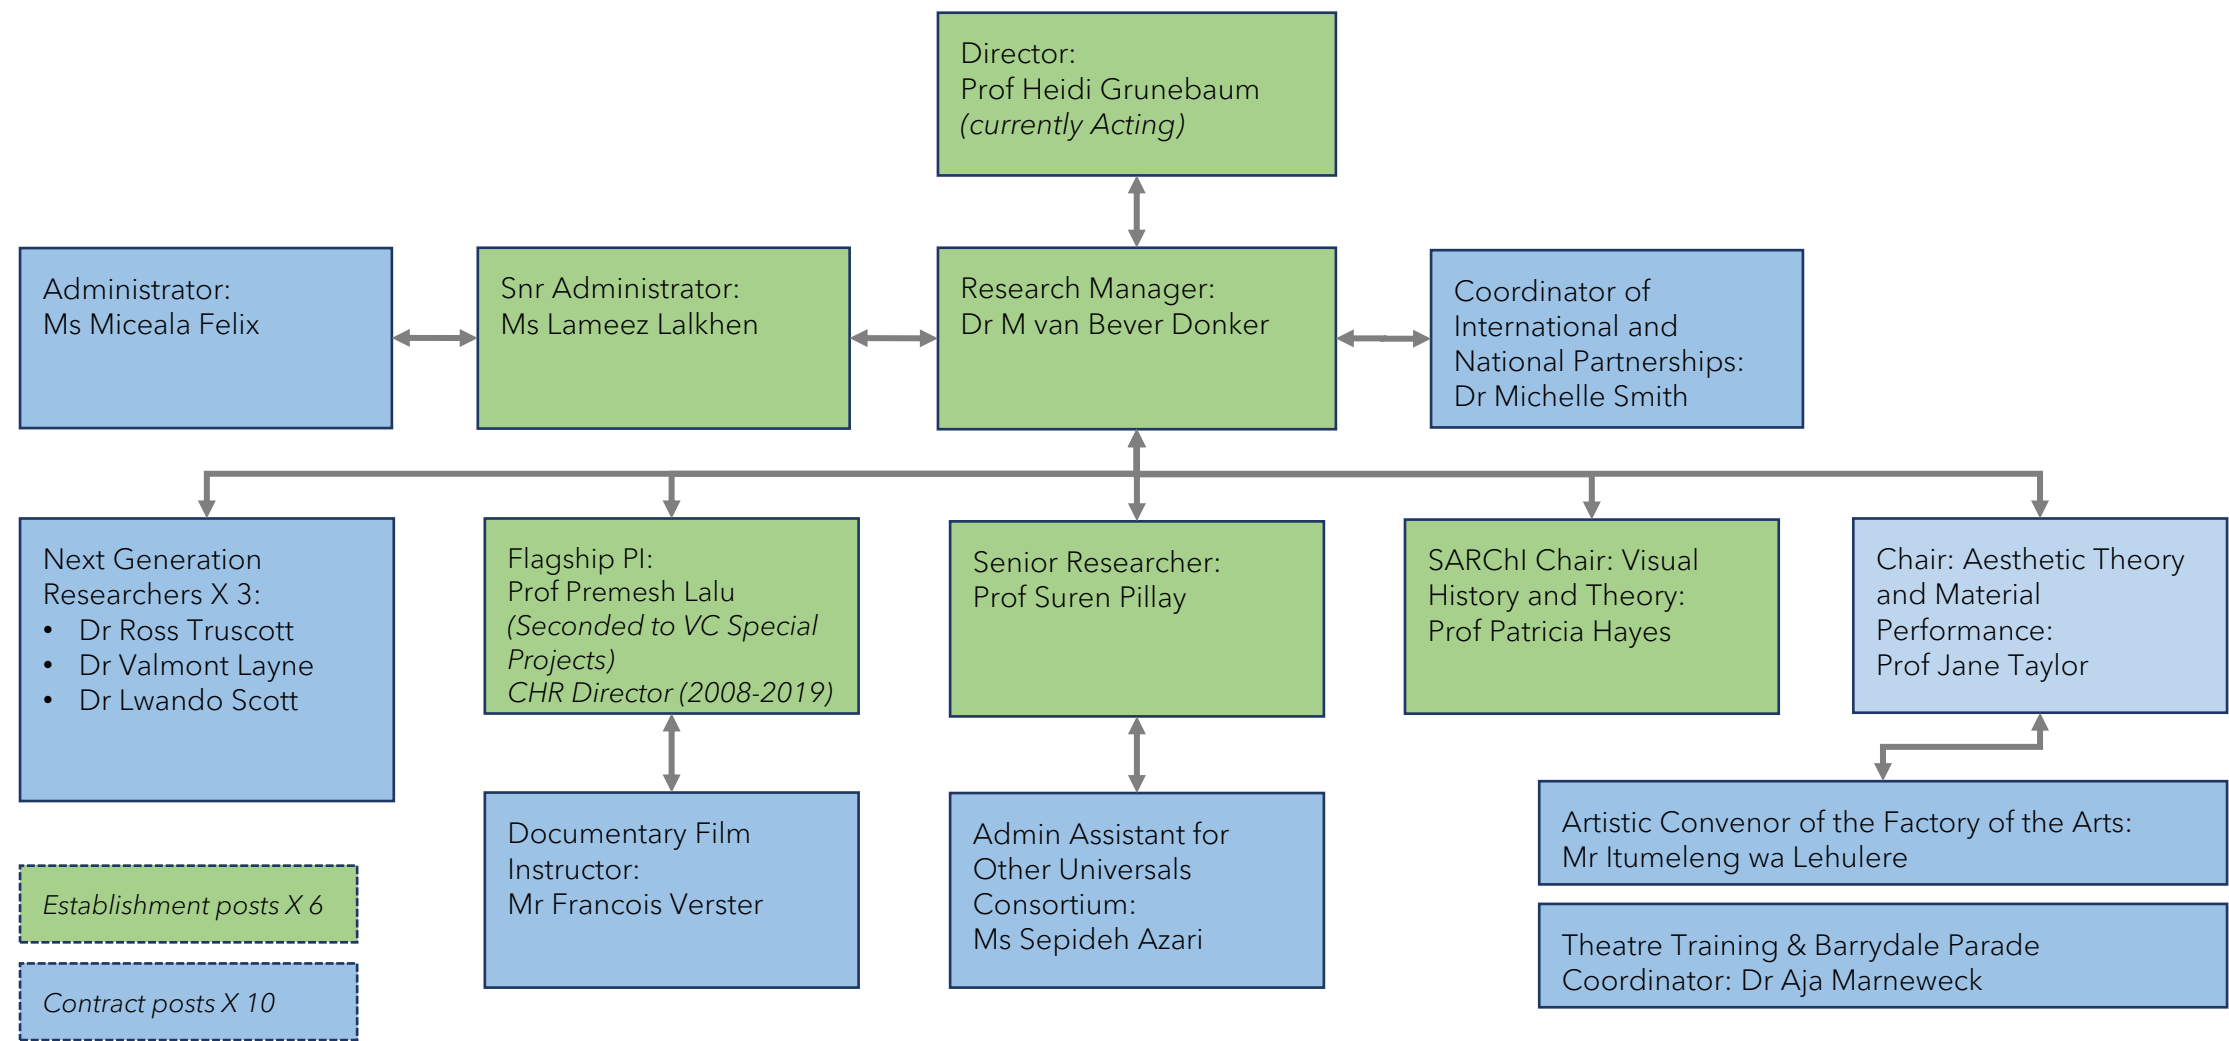 Director:
Prof Heidi Grunebaum
(currently Acting)
Administrator:
Ms Miceala Felix
Snr Administrator:
Ms Lameez Lalkhen
Research Manager:
Dr M van Bever Donker
Coordinator of
International and
National Partnerships:
Dr Michelle Smith
Next Generation
Researchers X 3:
• Dr Ross Truscott
• Dr Valmont Layne
• Dr Lwando Scott
Flagship PI:
Prof Premesh Lalu
(Seconded to VC Special
Projects)
CHR Director (2008-2019)
Senior Researcher:
Prof Suren Pillay
SARChI Chair: Visual
History and Theory:
Prof Patricia Hayes
Chair: Aesthetic Theory
and Material
Performance:
Prof Jane Taylor
Documentary Film
Instructor:
Mr Francois Verster
Admin Assistant for
Other Universals
Consortium:
Ms Sepideh Azari
Artistic Convenor of the Factory of the Arts:
Mr Itumeleng wa Lehulere
Theatre Training & Barrydale Parade
Coordinator: Dr Aja Marneweck
Establishment posts X 6
Contract posts X 10